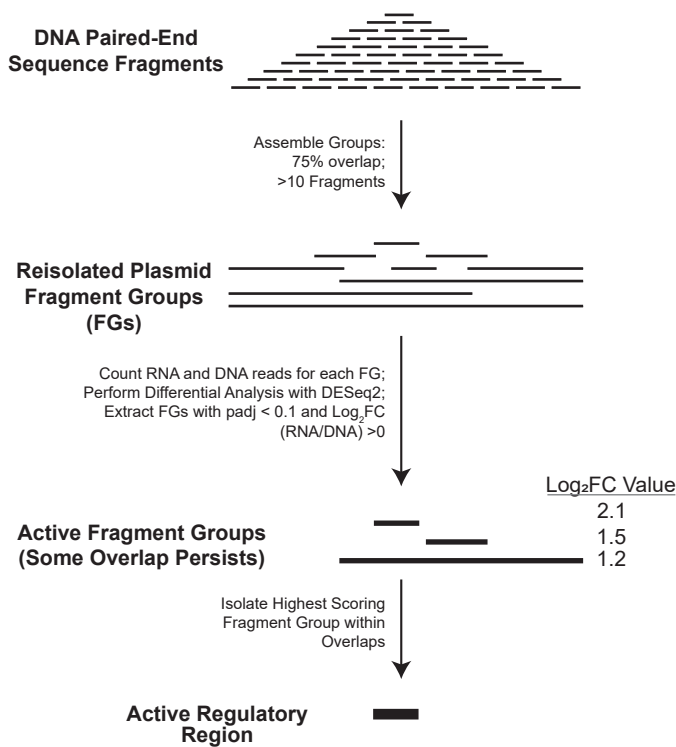 DNA Paired-End
Sequence Fragments
Assemble Groups:
75% overlap;
>10 Fragments
Reisolated Plasmid
Fragment Groups
(FGs)
Count RNA and DNA reads for each FG;
Perform Differential Analysis with DESeq2;
Extract FGs with padj < 0.1 and Log₂FC
(RNA/DNA) >0
Log₂FC Value
2.1
1.5
1.2
Active Fragment Groups
(Some Overlap Persists)
Isolate Highest Scoring
Fragment Group within
Overlaps
Active Regulatory
Region